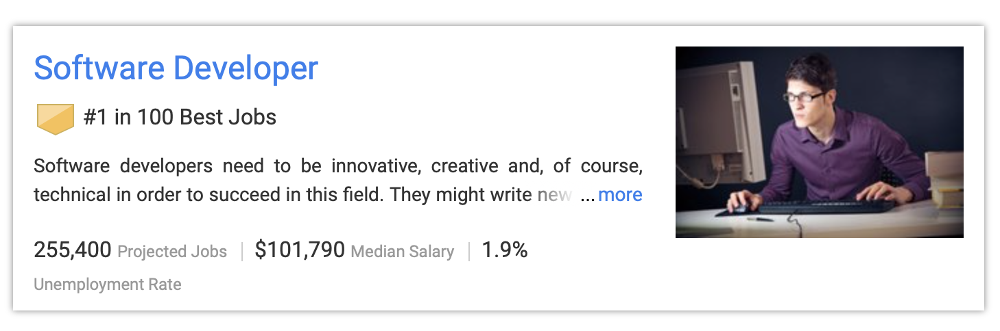 Software Developer
#1 in 100 Best Jobs
Software developers need to be innovative, creative and, of course,
technical in order to succeed in this field. They might write new ...more
255,400 Projected Jobs | $101,790 Median Salary | 1.9%
Unemployment Rate